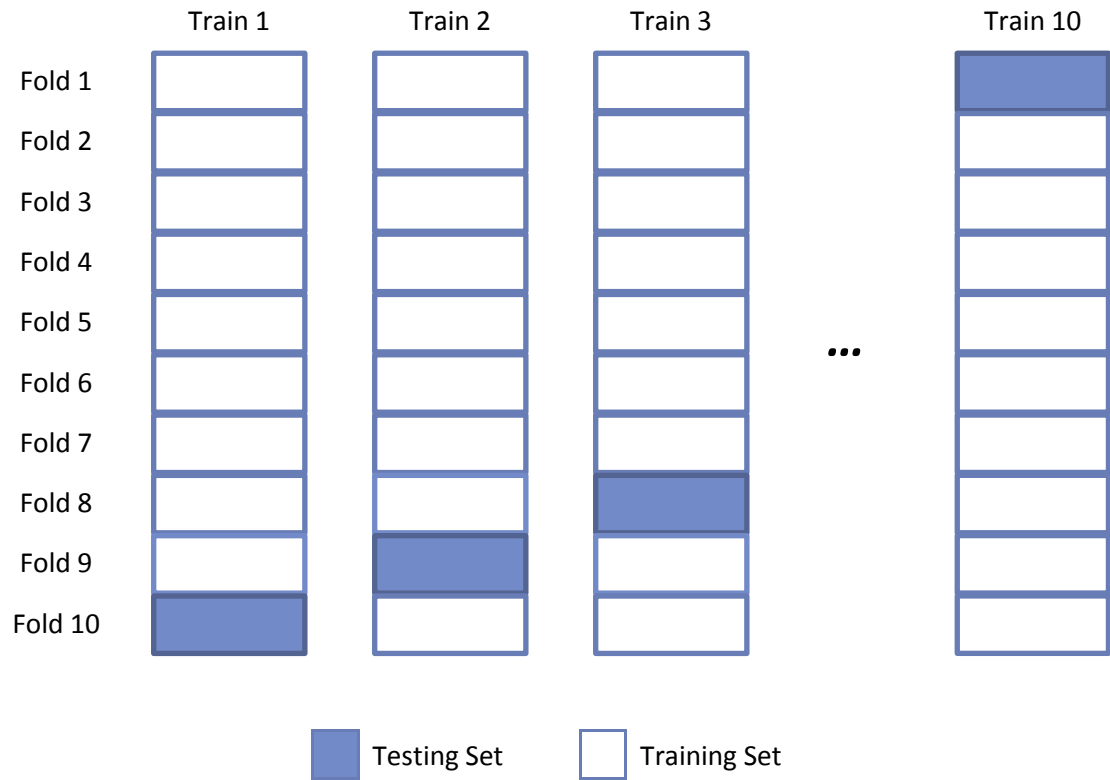 Train 1 Train 2 Train 3 Train 10
Fold 1
Fold 2
Fold 3
Fold 4
Fold 5
...
Fold 6
Fold 7
Fold 8
Fold 9
Fold 10
Testing Set Training Set